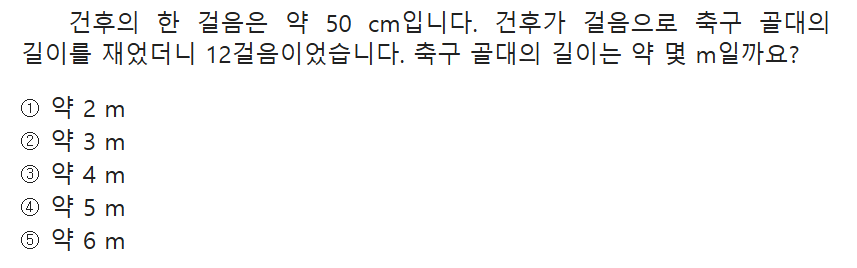 건후의 한 걸음은 약 50 cm입니다. 건후가 걸음으로 축구 골대의
길이를 재었더니 12걸음이었습니다. 축구 골대의 길이는 약 몇 m일까요?
① 약 2 m
② 약 3 m
③ 약 4 m
④ 약 5 m
⑤ 약 6 m